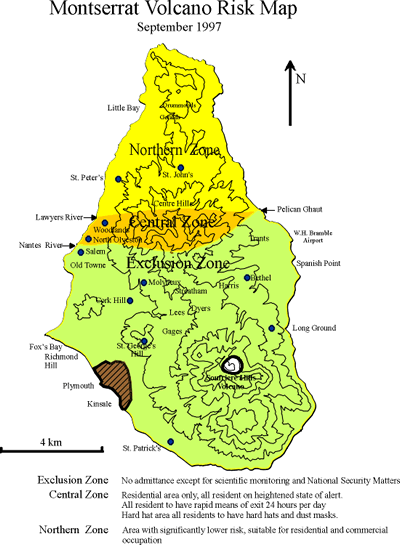 Montserrat Volcano Risk Map
September 1997
N
Little Bay
Drummonds
Geralds
Northern Zone
St. John's
St. Peter's
Centre Hills
Pelican Ghaut
Lawyers River
Central Zone
Woodlands
W.H. Bramble
Airport
North Olveston
Trants
Nantes River
Salem
Exclusion Zone
Old Towne
Spanish Point
Bethel
Molyneux
Harris
Streatham
Cork Hill
Dyers
Lees
Long Ground
Gages
St. George's
Hill
Fox's Bay
Richmond
Hill
Soufriere Hills
Volcano
Plymouth
Kinsale
4 km
St. Patrick's
Exclusion Zone No admittance except for scientific monitoring and National Security Matters
Central Zone Residential area only, all resident on heightened state of alert.
All resident to have rapid means of exit 24 hours per day
Hard hat area all residents to have hard hats and dust masks.
Northern Zone Area with significantly lower risk, suitable for residential and commercial
occupation